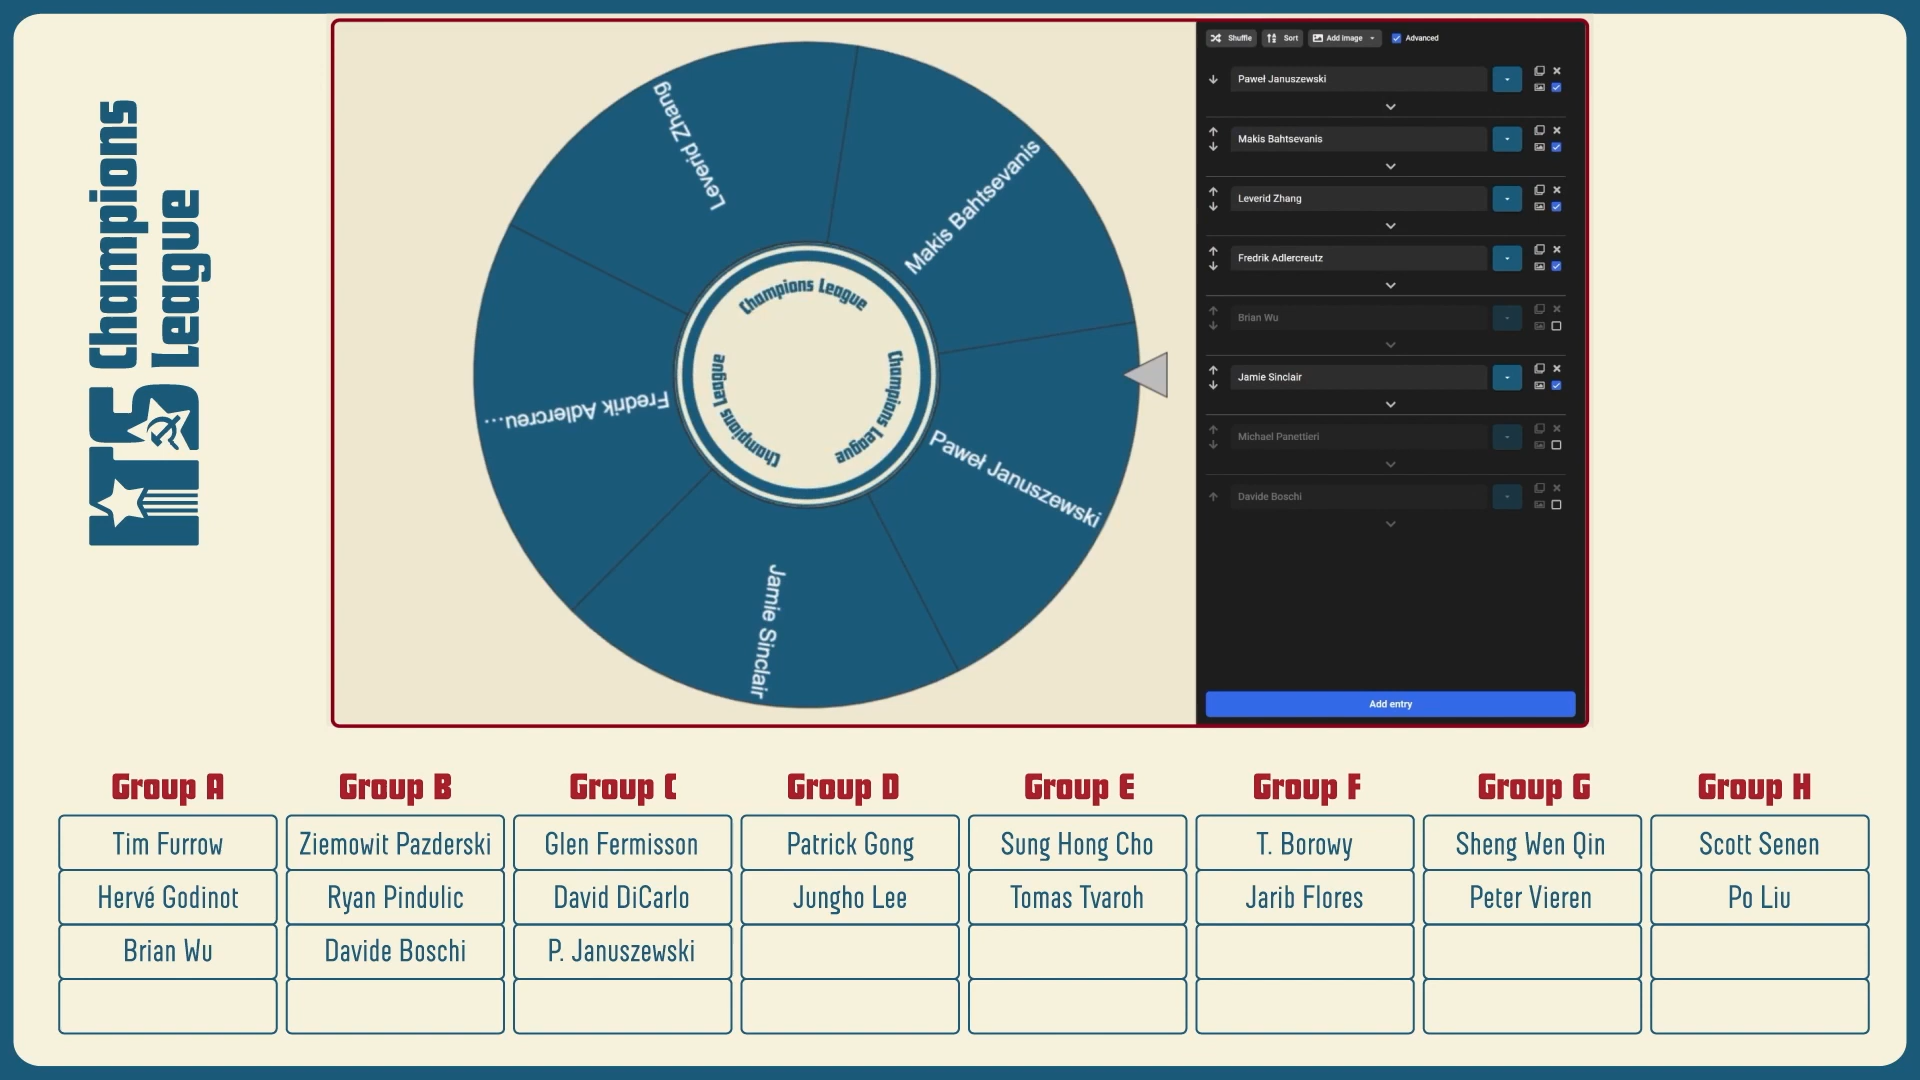 TTS Champions
League
Leverid Zhang
Makis Bahtsevanis
Paweł Januszewski
Jamie Sinclair
Fredrik Adlercreu...
Champions League
Champions League
Champions League
Shuffle Sort Add image Advanced
Paweł Januszewski
Makis Bahtsevanis
Leverid Zhang
Fredrik Adlercreutz
Brian Wu
Jamie Sinclair
Michael Panettieri
Davide Boschi
Add entry
Group A Group B Group C Group D Group E Group F Group G Group H
Tim Furrow Ziemowit Pazderski Glen Fermisson Patrick Gong Sung Hong Cho T. Borowy Sheng Wen Qin Scott Senen
Hervé Godinot Ryan Pindulic David DiCarlo Jungho Lee Tomas Tvaroh Jarib Flores Peter Vieren Po Liu
Brian Wu Davide Boschi P. Januszewski